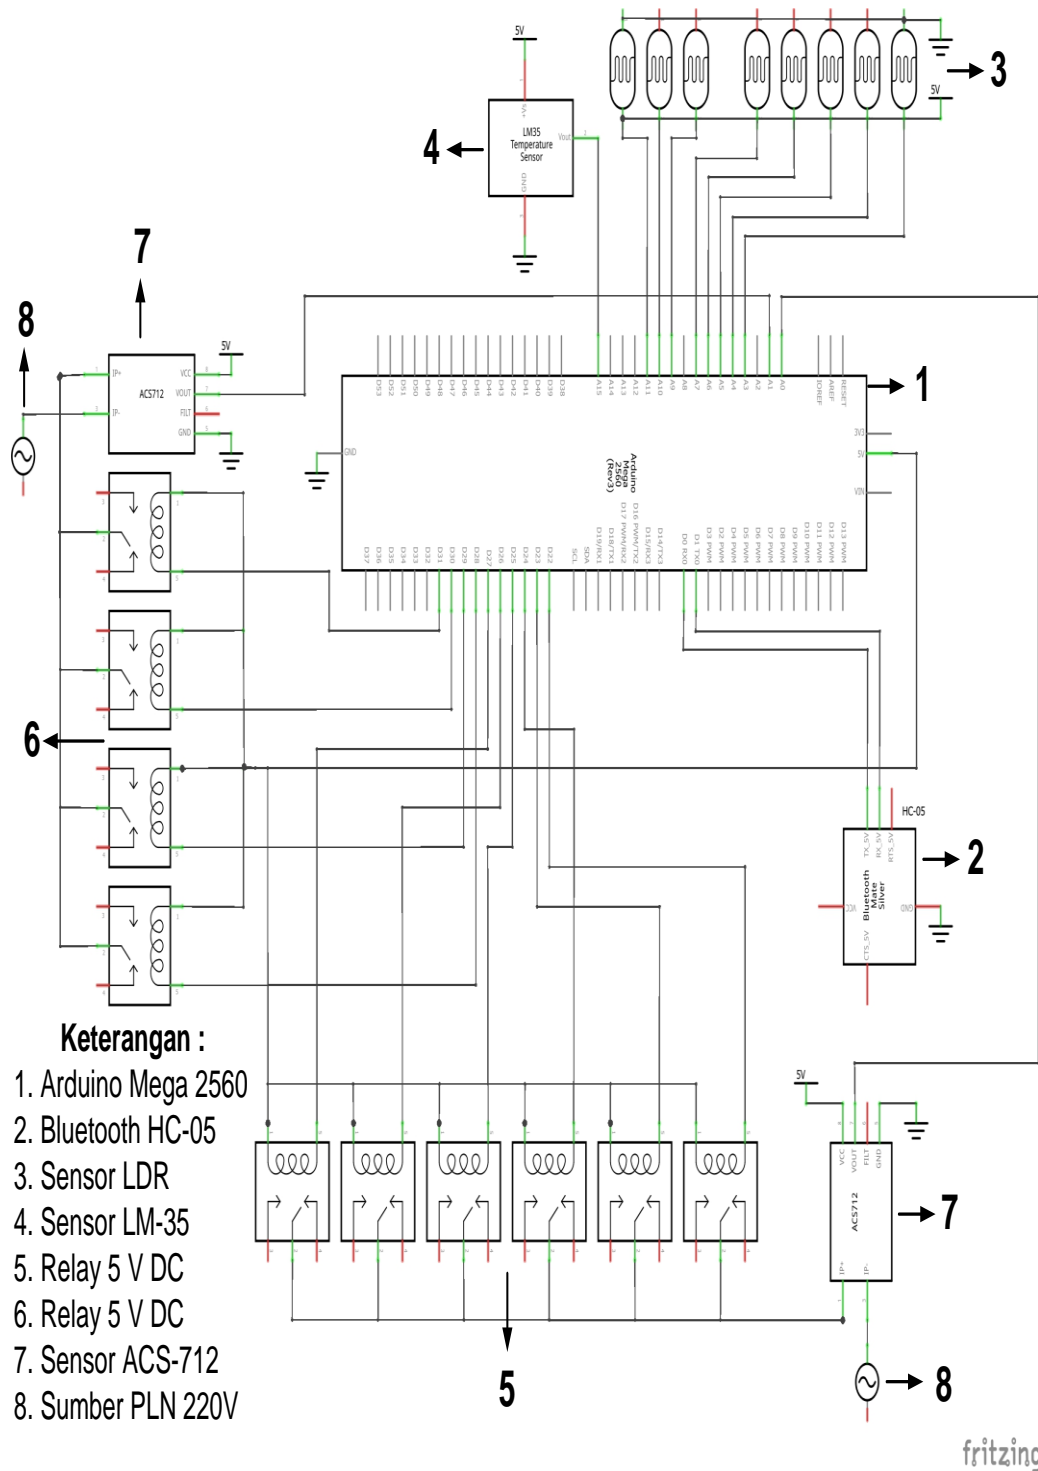 5V
5V
3
4
V+
LM35
Temperature
Sensor
Vout
GND
7
8
5V
IP+
IP-
ACS712
VCC
VOUT
FILT
GND
1
D53
D52
D51
D50
D49
D48
D47
D46
D45
D44
D43
D42
D41
D40
D39
D38
A15
A14
A13
A12
A11
A10
A9
A8
A7
A6
A5
A4
A3
A2
A1
A0
IOREF
AREF
RESET
GND
Arduino
Mega
2560
(Rev3)
3V3
5V
VIN
D37
D36
D35
D34
D33
D32
D31
D30
D29
D28
D27
D26
D25
D24
D23
D22
SCL
SDA
D19/RX1
D18/TX1
D17 PWM/RX2
D16 PWM/TX2
D15/RX3
D14/TX3
D0 RX0
D1 TX0
D3 PWM
D2 PWM
D4 PWM
D5 PWM
D6 PWM
D7 PWM
D8 PWM
D9 PWM
D10 PWM
D11 PWM
D12 PWM
D13 PWM
6
HC-05
TX_5V
RX_5V
RTS_5V
Bluetooth
Mate
Silver
VCC
GND
CTS_5V
2
Keterangan :
1. Arduino Mega 2560
2. Bluetooth HC-05
3. Sensor LDR
4. Sensor LM-35
5. Relay 5 V DC
6. Relay 5 V DC
7. Sensor ACS-712
8. Sumber PLN 220V
5V
VCC
VOUT
FILT
GND
ACS712
IP+
IP-
7
5
8
fritzing